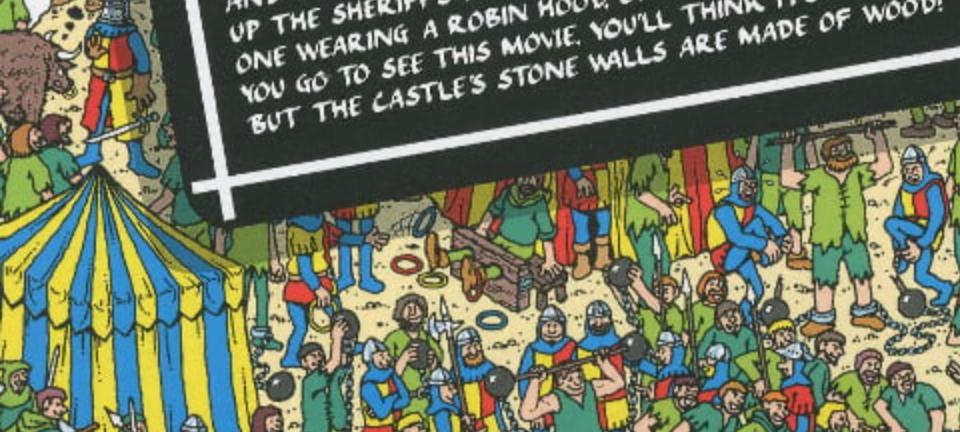 UP THE SHERIFF'S
ONE WEARING A ROBIN HOOD
YOU GO TO SEE THIS MOVIE, YOU'LL THINK
BUT THE CASTLE'S STONE WALLS ARE MADE OF WOOD!